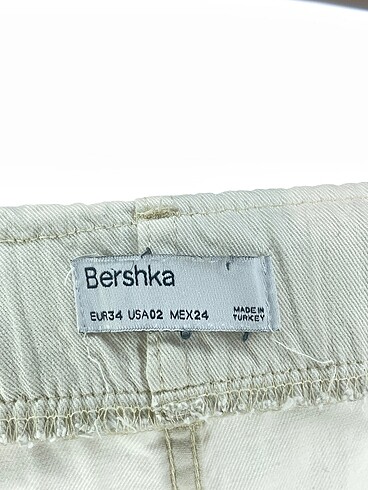 Bershka
EUR34 USA02 MEX24
MADE IN
TURKEY